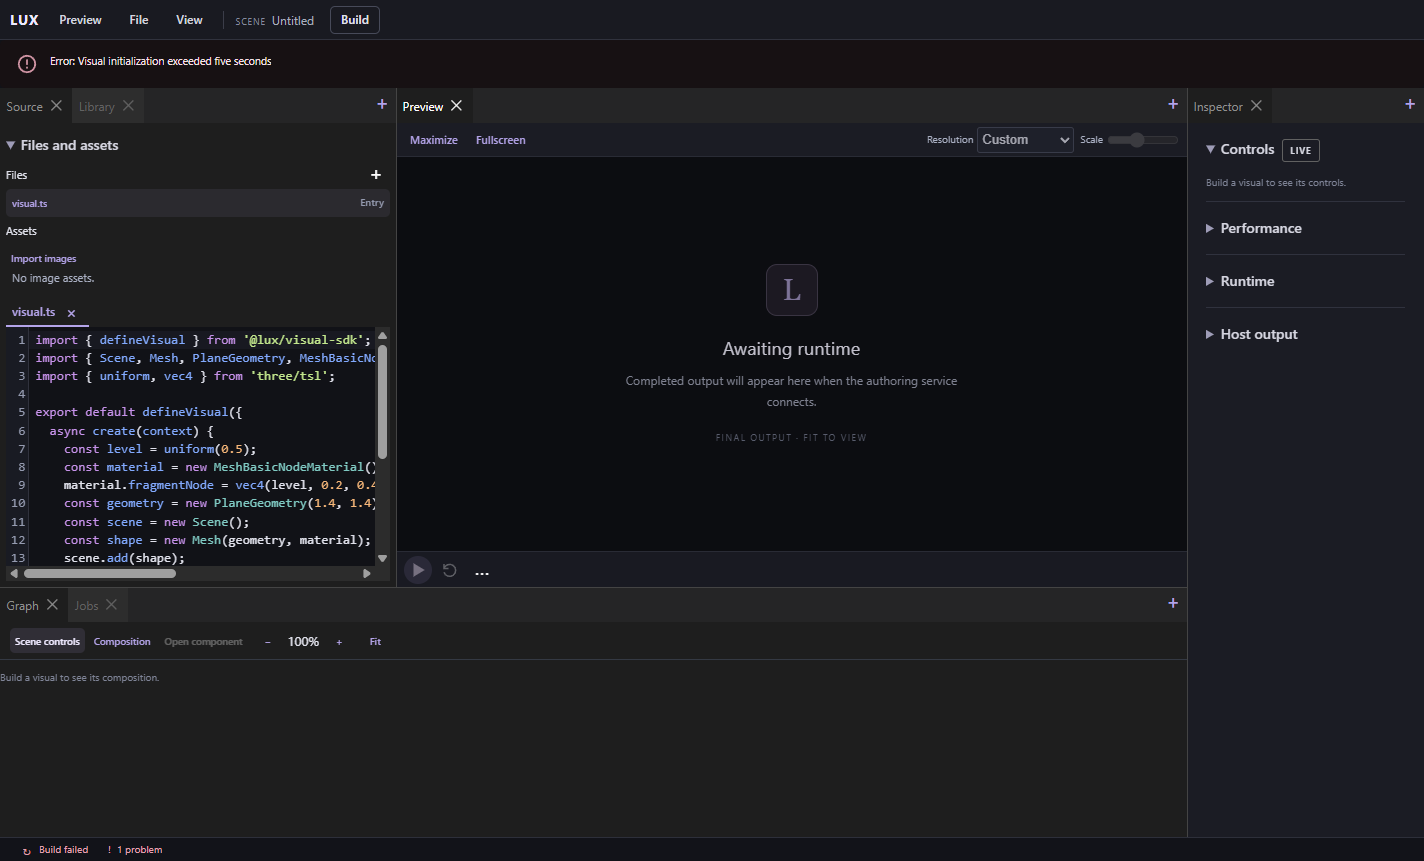 LUX Preview File View SCENE Untitled Build
Error: Visual initialization exceeded five seconds
Source Library +
Files and assets
Files +
visual.ts Entry
Assets
Import images
No image assets.
visual.ts
1 import { defineVisual } from '@lux/visual-sdk';
2 import { Scene, Mesh, PlaneGeometry, MeshBasicNo
3 import { uniform, vec4 } from 'three/tsl';
4
5 export default defineVisual({
6 async create(context) {
7 const level = uniform(0.5);
8 const material = new MeshBasicNodeMaterial()
9 material.fragmentNode = vec4(level, 0.2, 0.4
10 const geometry = new PlaneGeometry(1.4, 1.4)
11 const scene = new Scene();
12 const shape = new Mesh(geometry, material);
13 scene.add(shape);
Preview +
Maximize Fullscreen Resolution Custom Scale
L
Awaiting runtime
Completed output will appear here when the authoring service
connects.
FINAL OUTPUT · FIT TO VIEW
...
Inspector +
Controls LIVE
Build a visual to see its controls.
Performance
Runtime
Host output
Graph Jobs +
Scene controls Composition Open component − 100% + Fit
Build a visual to see its composition.
Build failed ! 1 problem